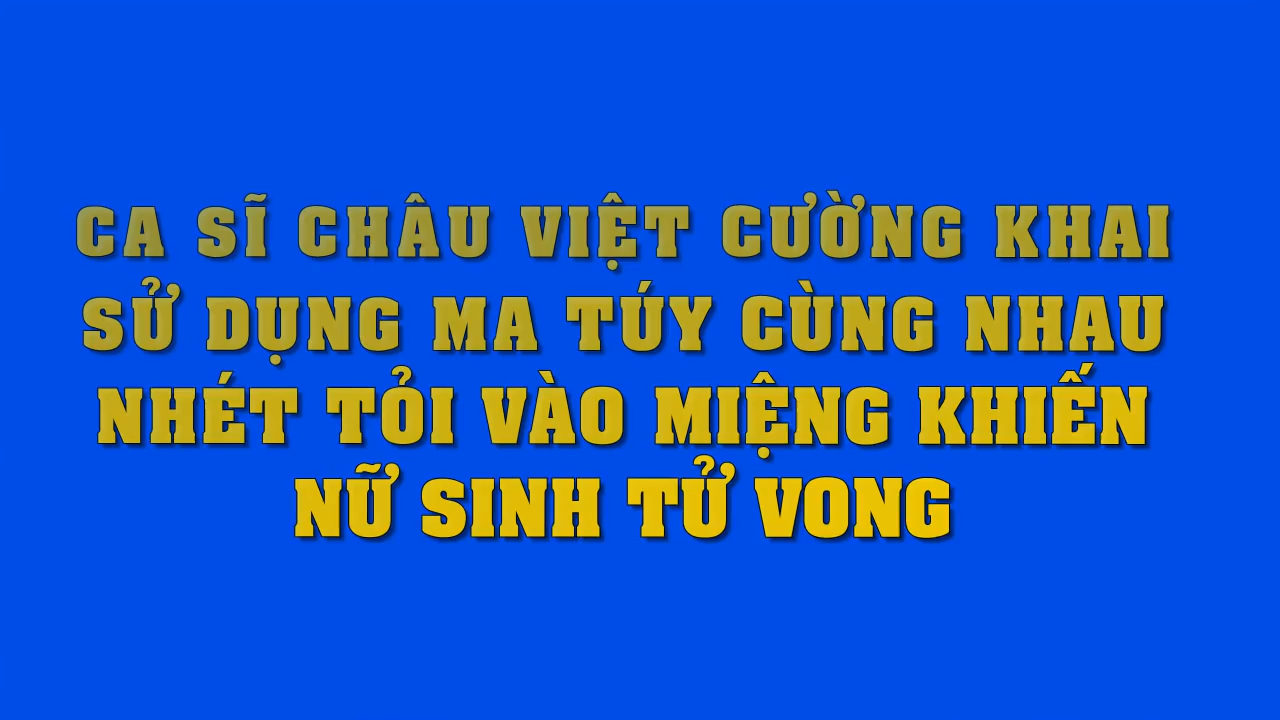 CA SĨ CHÂU VIỆT CƯỜNG KHAI
SỬ DỤNG MA TÚY CÙNG NHAU
NHÉT TỎI VÀO MIỆNG KHIẾN
NỮ SINH TỬ VONG